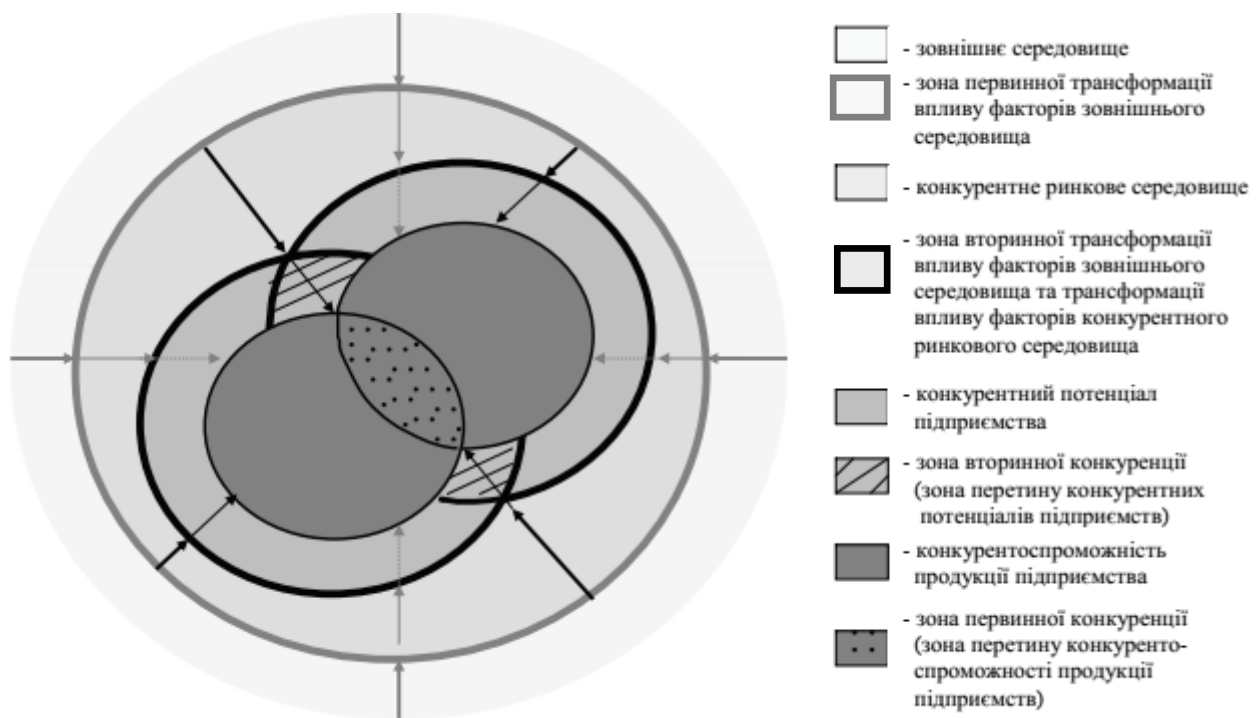 - зовнішнє середовище
- зона первинної трансформації
впливу факторів зовнішнього
середовища
- конкурентне ринкове середовище
- зона вторинної трансформації
впливу факторів зовнішнього
середовища та трансформації
впливу факторів конкурентного
ринкового середовища
- конкурентний потенціал
підприємства
- зона вторинної конкуренції
(зона перетину конкурентних
потенціалів підприємств)
- конкурентоспроможність
продукції підприємства
- зона первинної конкуренції
(зона перетину конкуренто-
спроможності продукції
підприємств)